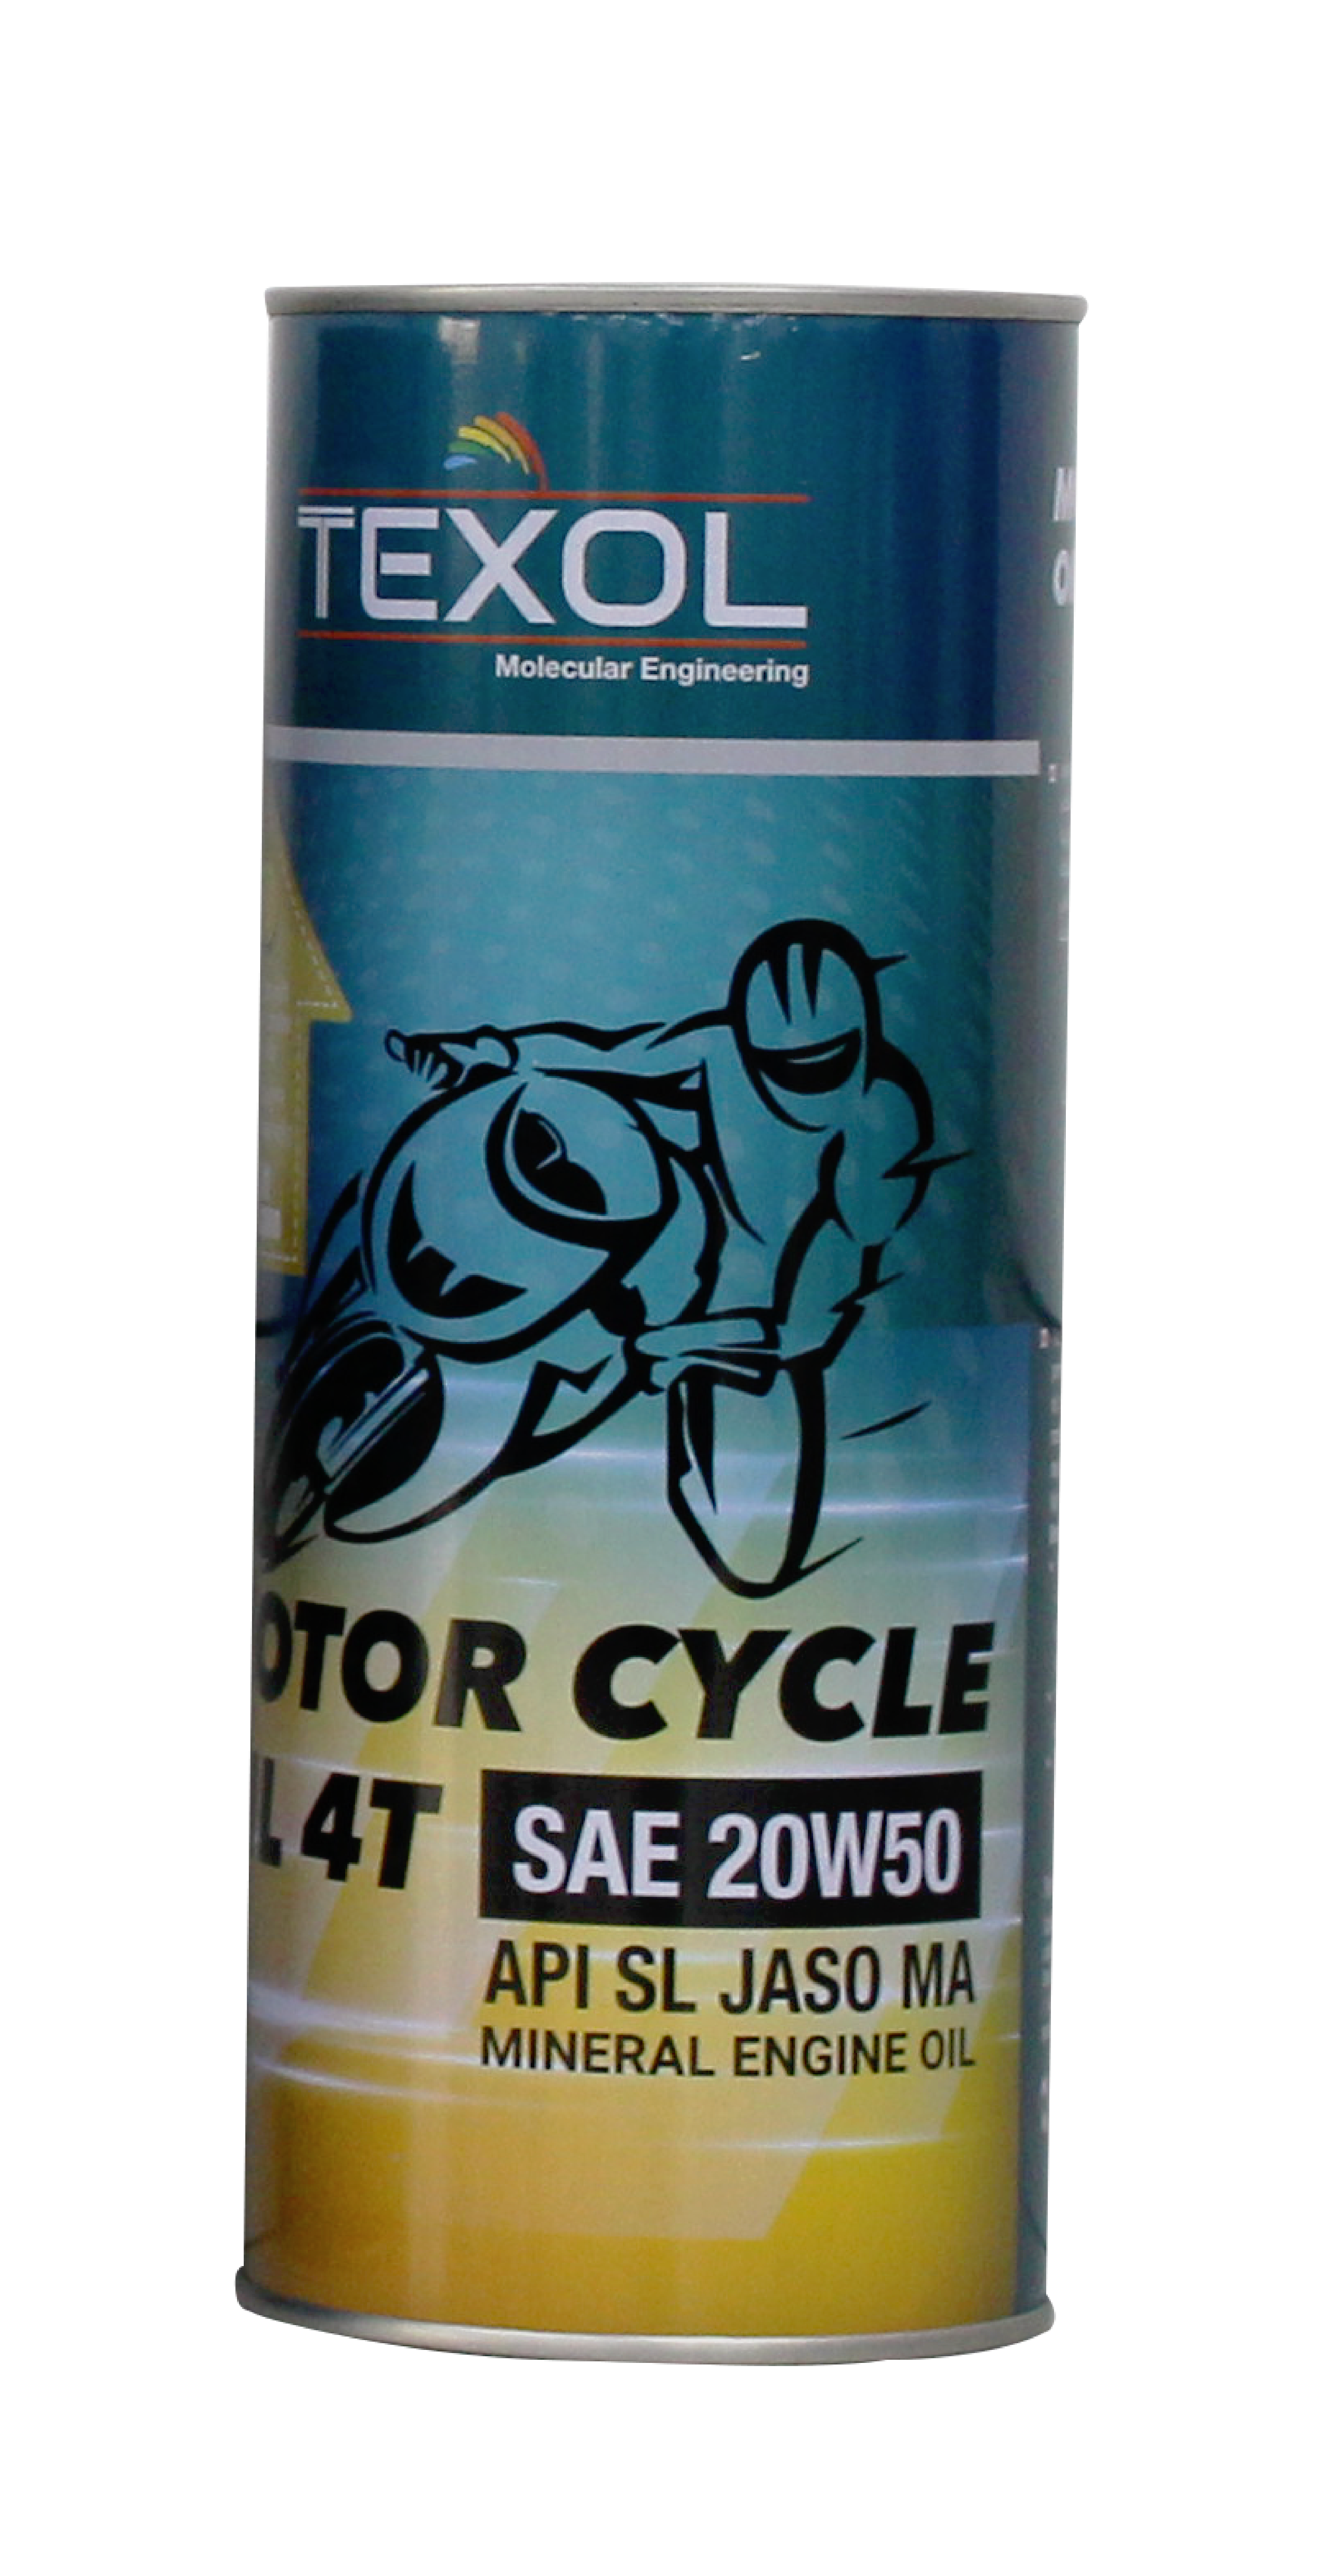 TEXOL
Molecular Engineering
OTOR CYCLE
L 4T
SAE 20W50
API SL JASO MA
MINERAL ENGINE OIL